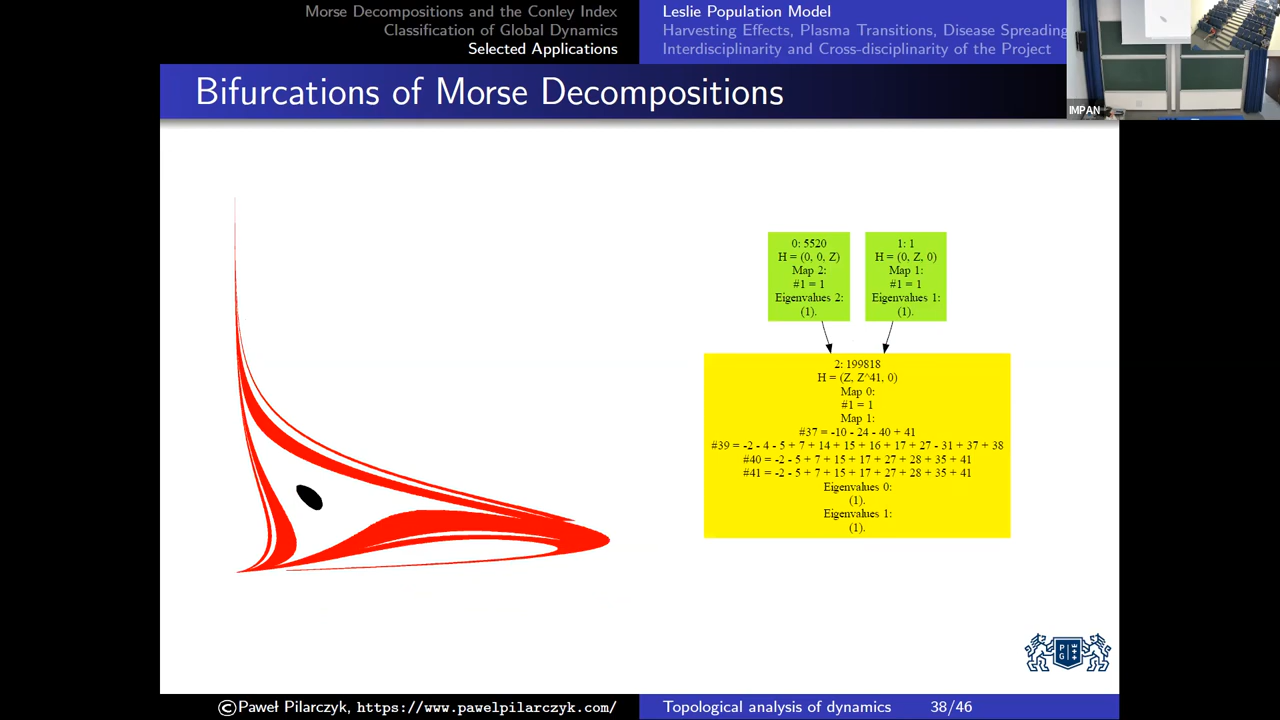 Morse Decompositions and the Conley Index
Classification of Global Dynamics
Selected Applications
Leslie Population Model
Harvesting Effects, Plasma Transitions, Disease Spreading
Interdisciplinarity and Cross-disciplinarity of the Project
IMPAN
Bifurcations of Morse Decompositions
0: 5520
H = (0, 0, Z)
Map 2:
#1 = 1
Eigenvalues 2:
(1).
1: 1
H = (0, Z, 0)
Map 1:
#1 = 1
Eigenvalues 1:
(1).
2: 199818
H = (Z, Z^41, 0)
Map 0:
#1 = 1
Map 1:
#37 = -10 - 24 - 40 + 41
#39 = -2 - 4 - 5 + 7 + 14 + 15 + 16 + 17 + 27 - 31 + 37 + 38
#40 = -2 - 5 + 7 + 15 + 17 + 27 + 28 + 35 + 41
#41 = -2 - 5 + 7 + 15 + 17 + 27 + 28 + 35 + 41
Eigenvalues 0:
(1).
Eigenvalues 1:
(1).
PG
©Paweł Pilarczyk, https://www.pawelpilarczyk.com/
Topological analysis of dynamics
38/46